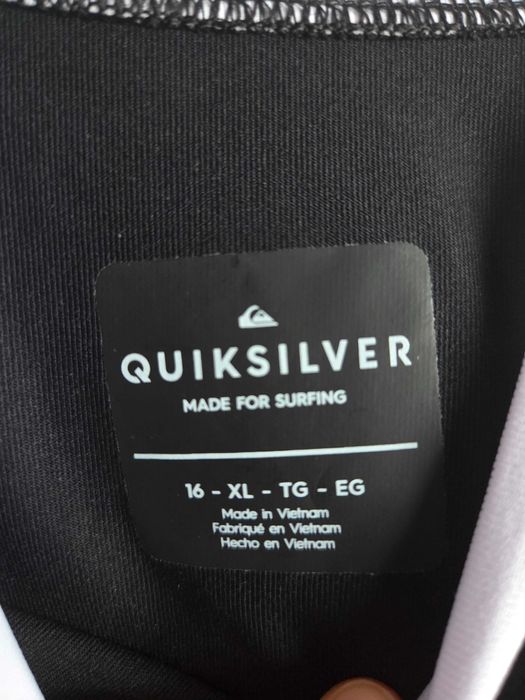 QUIKSILVER
MADE FOR SURFING
16 - XL - TG - EG
Made in Vietnam
Fabriqué en Vietnam
Hecho en Vietnam